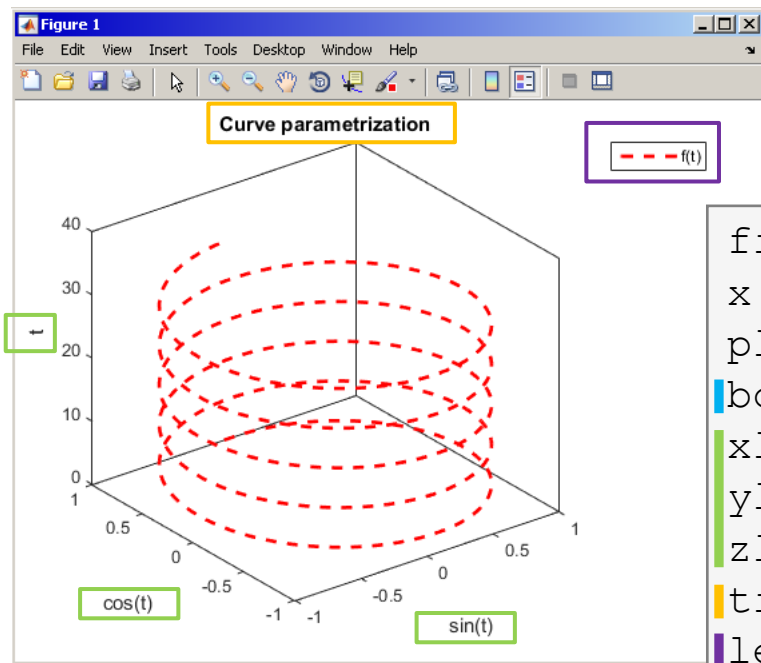 Figure 1
File Edit View Insert Tools Desktop Window Help
Curve parametrization
f(t)
40
30
t
20
10
0
1
0.5
0
-0.5
-1
cos(t)
-1
-0.5
0
0.5
1
sin(t)
x